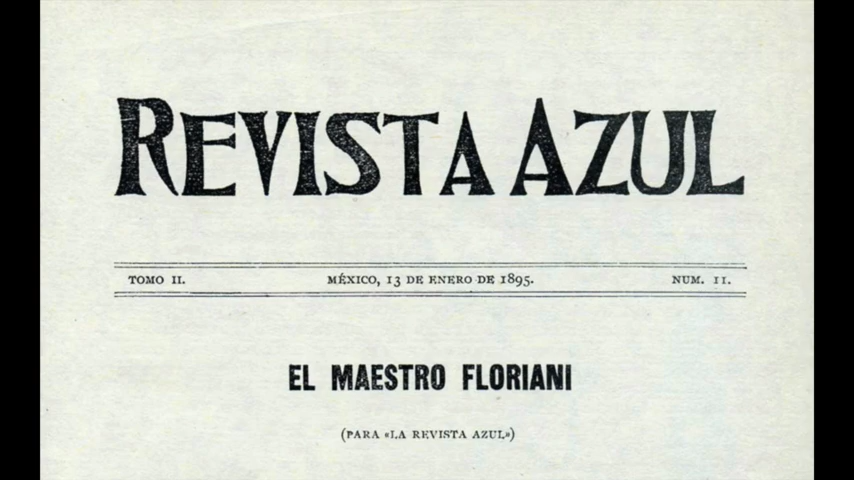 REVISTA AZUL
TOMO II. MÉXICO, 13 DE ENERO DE 1895. NUM. 11.
EL MAESTRO FLORIANI
(PARA «LA REVISTA AZUL»)